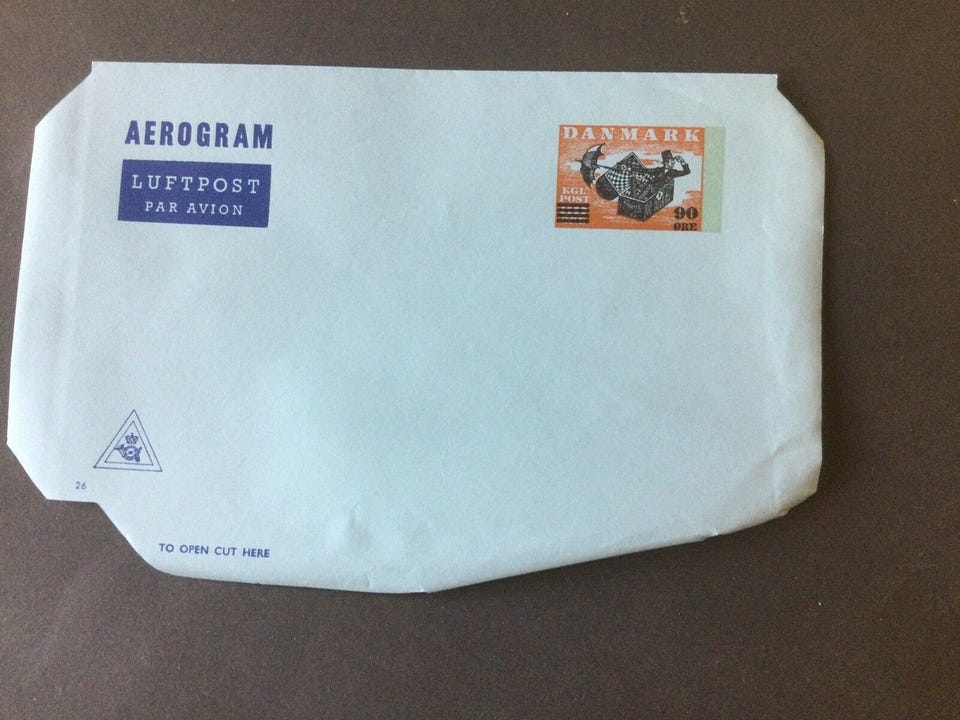 AEROGRAM
LUFTPOST
PAR AVION
DANMARK
KGL.
POST
90
ØRE
26
TO OPEN CUT HERE